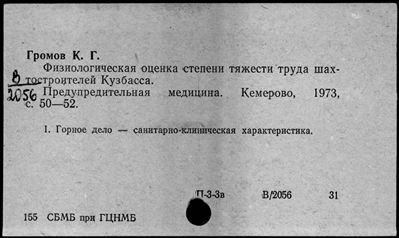 Громов К. Г.
Физиологическая оценка степени тяжести труда шах-
тостроителей Кузбасса.
В
2056
Предупредительная медицина. Кемерово, 1973,
с. 50—52.
1. Горное дело — санитарно-клиническая характеристика.
П-3-3в В/2056 31
155 СБМБ при ГЦНМБ